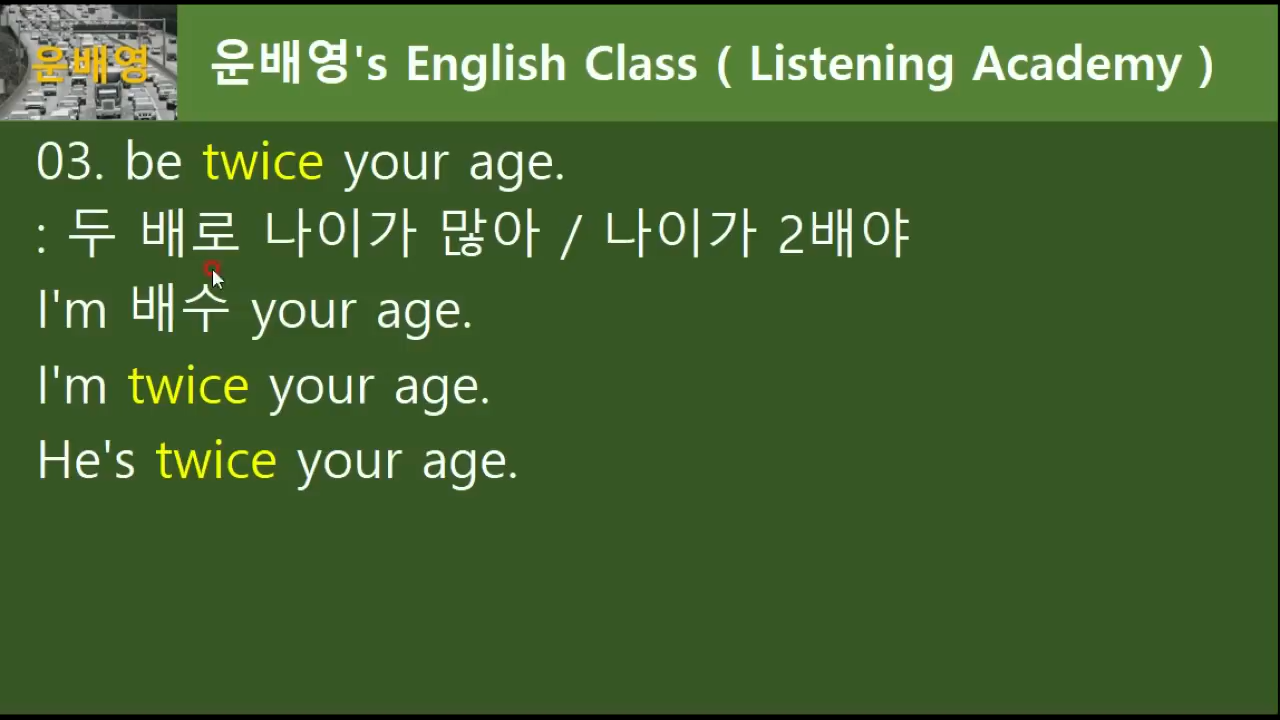 운배영
운배영's English Class ( Listening Academy )
03. be twice your age.
: 두 배로 나이가 많아 / 나이가 2배야
I'm 배수 your age.
I'm twice your age.
He's twice your age.